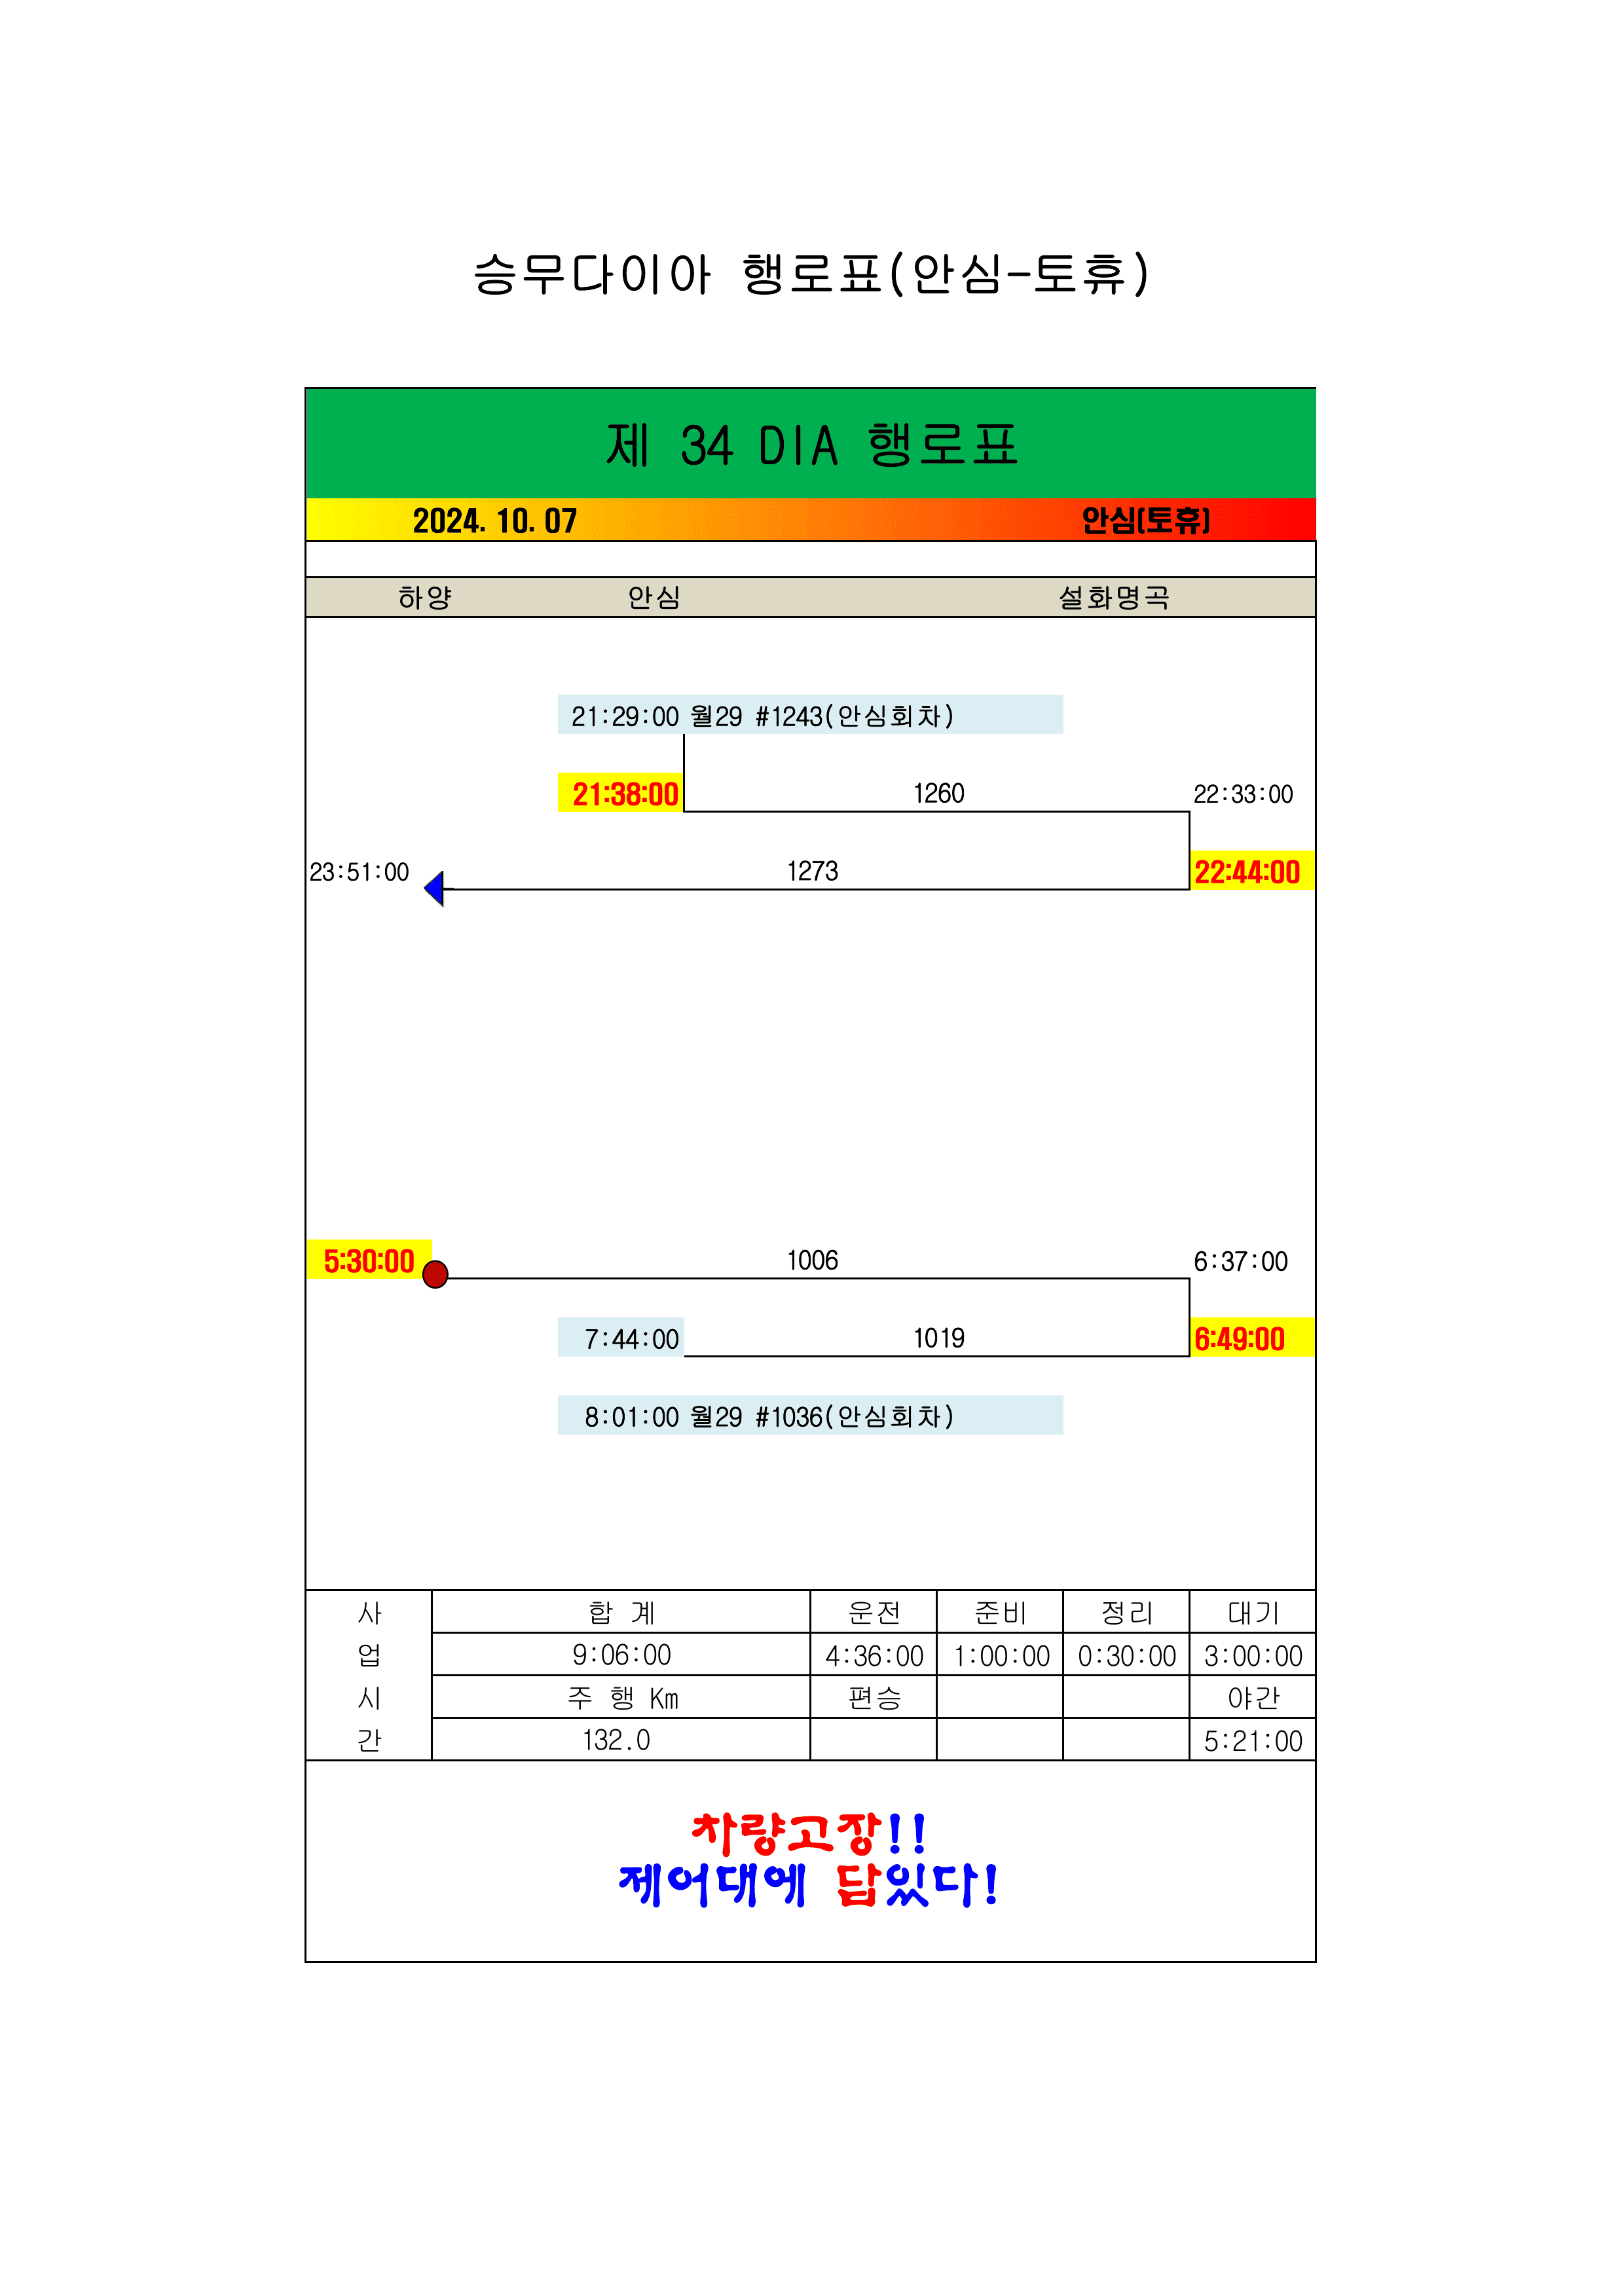 승무다이아 행로표(안심-토휴)
제 34 DIA 행로표
2024. 10. 07 안심(토휴)
하양 안심 설화명곡
21:29:00 월29 #1243(안심회차)
21:38:00 1260 22:33:00
23:51:00 1273 22:44:00
5:30:00 1006 6:37:00
7:44:00 1019 6:49:00
8:01:00 월29 #1036(안심회차)
사 합 계 운전 준비 정리 대기
업 9:06:00 4:36:00 1:00:00 0:30:00 3:00:00
시 주 행 Km 편승 야간
간 132.0 5:21:00
차량고장!!
제어대에 답있다!